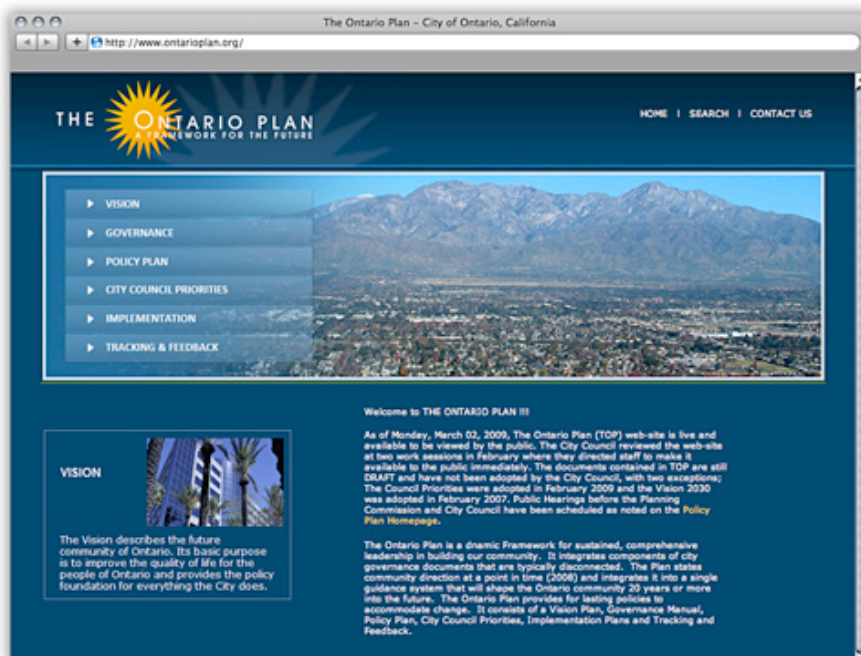 The Ontario Plan – City of Ontario, California
http://www.ontarioplan.org/
THE ONTARIO PLAN
A FRAMEWORK FOR THE FUTURE
HOME | SEARCH | CONTACT US
VISION
GOVERNANCE
POLICY PLAN
CITY COUNCIL PRIORITIES
IMPLEMENTATION
TRACKING & FEEDBACK
VISION
The Vision describes the future
community of Ontario. Its basic purpose
is to improve the quality of life for the
people of Ontario and provides the policy
foundation for everything the City does.
Welcome to THE ONTARIO PLAN !!!
As of Monday, March 02, 2009, The Ontario Plan (TOP) web-site is live and
available to be viewed by the public. The City Council reviewed the web-site
at two work sessions in February where they directed staff to make it
available to the public immediately. The documents contained in TOP are still
DRAFT and have not been adopted by the City Council, with two exceptions;
The Council Priorities were adopted in February 2009 and the Vision 2030
was adopted in February 2007. Public Hearings before the Planning
Commission and City Council have been scheduled as noted on the Policy
Plan Homepage.
The Ontario Plan is a dnamic Framework for sustained, comprehensive
leadership in building our community. It integrates components of city
governance documents that are typically disconnected. The Plan states
community direction at a point in time (2008) and integrates it into a single
guidance system that will shape the Ontario community 20 years or more
into the future. The Ontario Plan provides for lasting policies to
accommodate change. It consists of a Vision Plan, Governance Manual,
Policy Plan, City Council Priorities, Implementation Plans and Tracking and
Feedback.